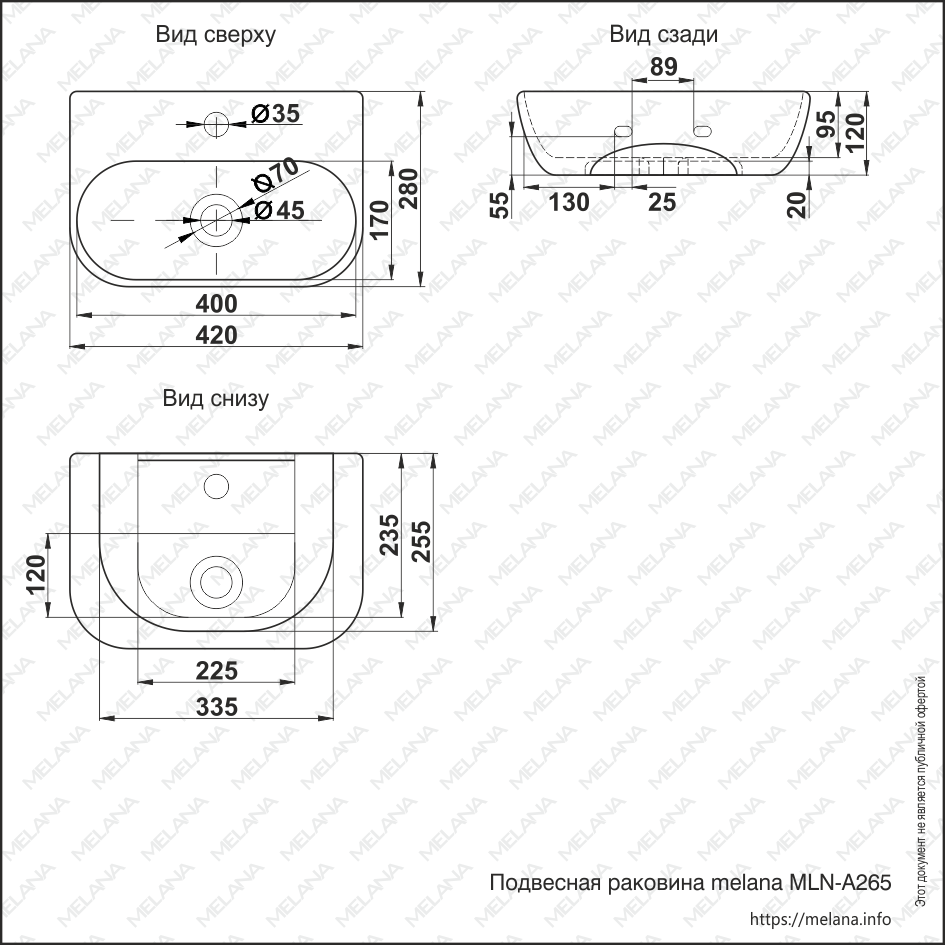 Вид сверху
Ø35
Ø70
Ø45
170
280
400
420
Вид сзади
89
95
120
55
130
25
20
Вид снизу
120
235
255
225
335
Подвесная раковина melana MLN-A265
https://melana.info
Этот документ не является публичной офертой
MELANA